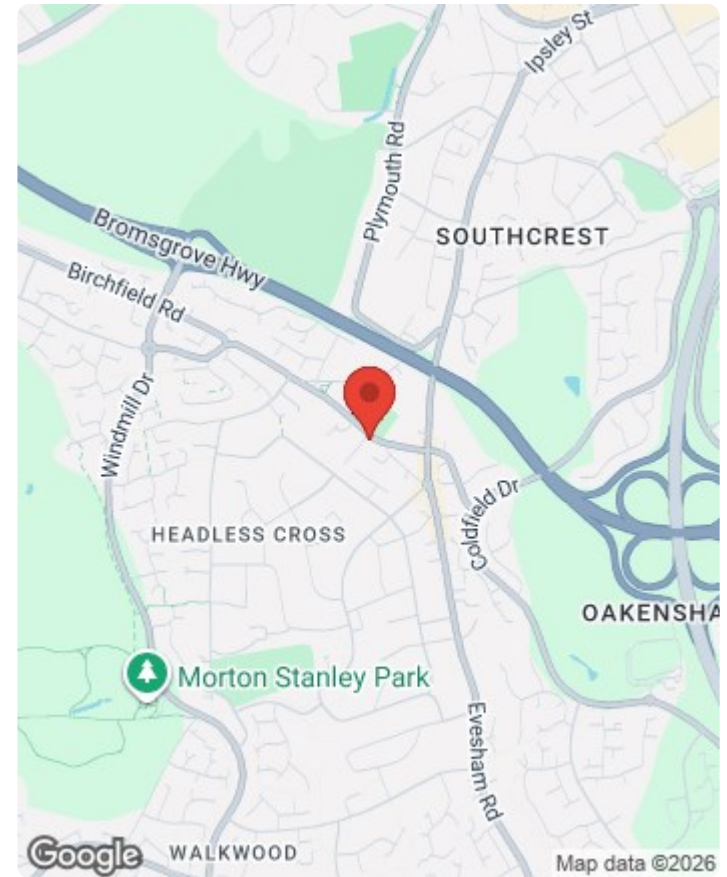 Ipsley St
Plymouth Rd
SOUTHCREST
Bromsgrove Hwy
Birchfield Rd
Windmill Dr
Coldfield Dr
HEADLESS CROSS
OAKENSHA
Morton Stanley Park
Evesham Rd
WALKWOOD
Google
Map data ©2026